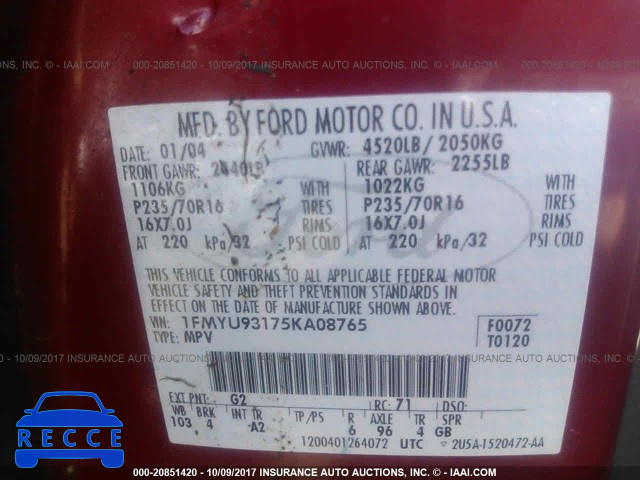 000-20851420 - 10/09/2017 INSURANCE AUTO AUCTIONS, INC. © - IAAI.COM
MFD. BY FORD MOTOR CO. IN U.S.A.
DATE: 01/04 GVWR: 4520LB/ 2050KG
FRONT GAWR: 2440LB REAR GAWR: 2255LB
1106KG WITH 1022KG WITH
P235/70R16 TIRES P235/70R16 TIRES
16X7.0J RIMS 16X7.0J RIMS
AT 220 kPa/32 PSI COLD AT 220 kPa/32 PSI COLD
Ford
THIS VEHICLE CONFORMS TO ALL APPLICABLE FEDERAL MOTOR
VEHICLE SAFETY AND THEFT PREVENTION STANDARDS IN
EFFECT ON THE DATE OF MANUFACTURE SHOWN ABOVE.
VIN: 1FMYU93175KA08765 F0072
TYPE: MPV T0120
EXT PNT: G2 RC: 71 DSO:
WB BRK INT TR TP/PS R AXLE TR SPR
103 4 -A2 6 96 4 GB
1200401264072 UTC 2U5A-1520472-AA
RECCE
000-20851420 - 10/09/2017 INSURANCE AUTO AUCTIONS, INC. © - IAAI.COM